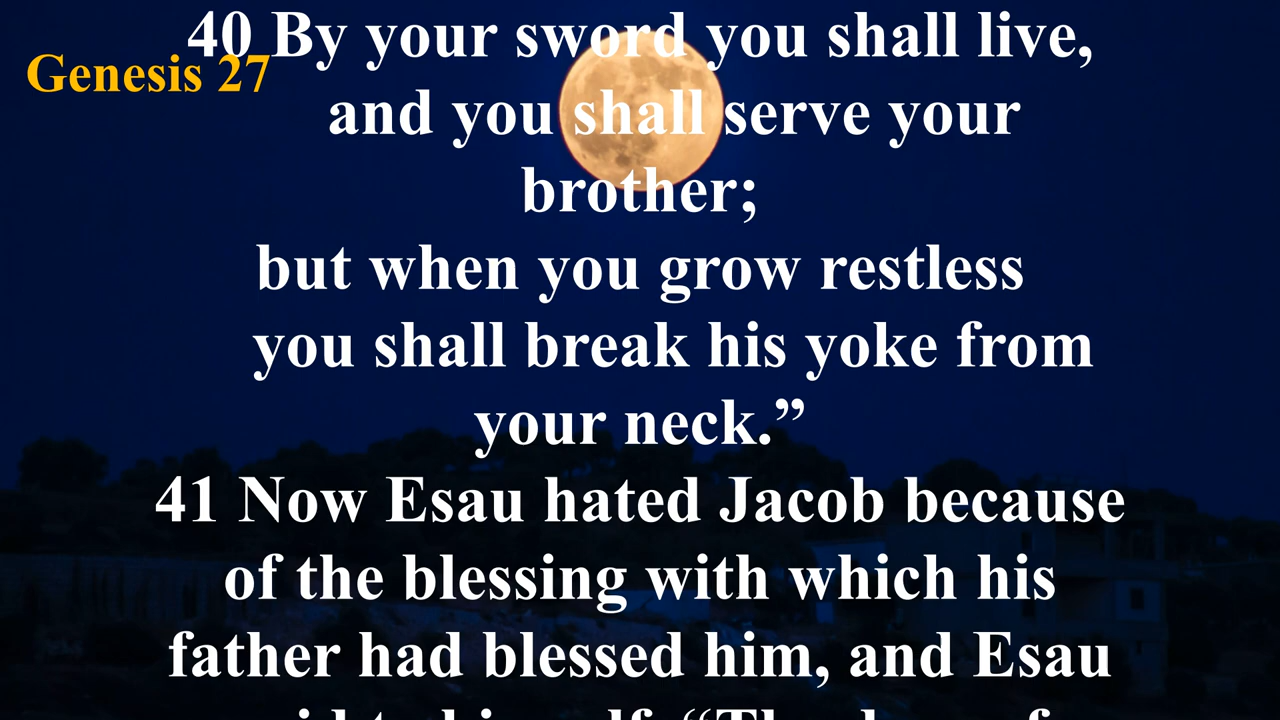 Genesis 27
40 By your sword you shall live,
and you shall serve your
brother;
but when you grow restless
you shall break his yoke from
your neck.”
41 Now Esau hated Jacob because
of the blessing with which his
father had blessed him, and Esau